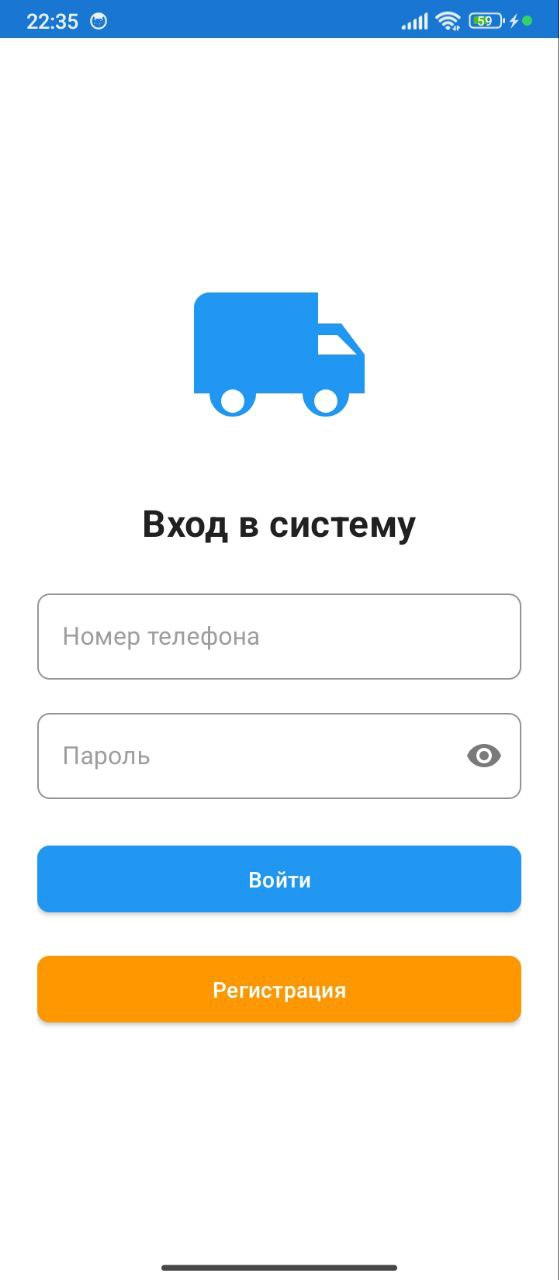 22:35
59
Вход в систему
Номер телефона
Пароль
Войти
Регистрация